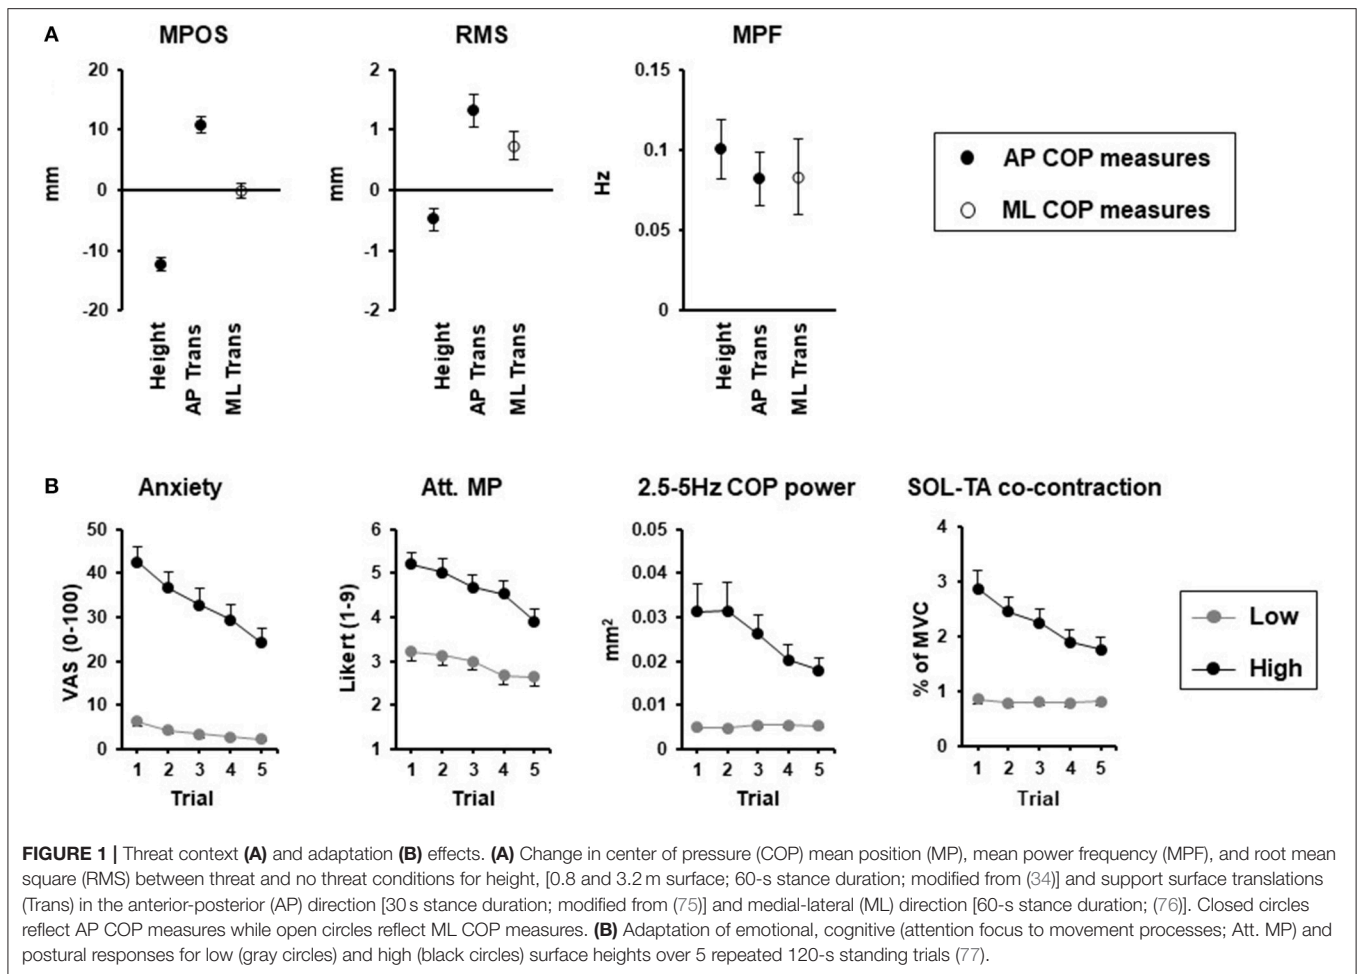 A
MPOS
RMS
MPF
20
10
0
-10
-20
mm
Height
AP Trans
ML Trans
2
1
0
-1
-2
mm
Height
AP Trans
ML Trans
0.15
0.1
0.05
0
Hz
Height
AP Trans
ML Trans
AP COP measures
ML COP measures
B
Anxiety
Att. MP
2.5-5Hz COP power
SOL-TA co-contraction
50
40
30
20
10
0
VAS (0-100)
1 2 3 4 5
Trial
6
5
4
3
2
1
Likert (1-9)
1 2 3 4 5
Trial
0.05
0.04
0.03
0.02
0.01
0
mm²
1 2 3 4 5
Trial
4
3
2
1
0
% of MVC
1 2 3 4 5
Trial
Low
High
FIGURE 1 | Threat context (A) and adaptation (B) effects. (A) Change in center of pressure (COP) mean position (MP), mean power frequency (MPF), and root mean
square (RMS) between threat and no threat conditions for height, [0.8 and 3.2 m surface; 60-s stance duration; modified from (34)] and support surface translations
(Trans) in the anterior-posterior (AP) direction [30 s stance duration; modified from (75)] and medial-lateral (ML) direction [60-s stance duration; (76)]. Closed circles
reflect AP COP measures while open circles reflect ML COP measures. (B) Adaptation of emotional, cognitive (attention focus to movement processes; Att. MP) and
postural responses for low (gray circles) and high (black circles) surface heights over 5 repeated 120-s standing trials (77).